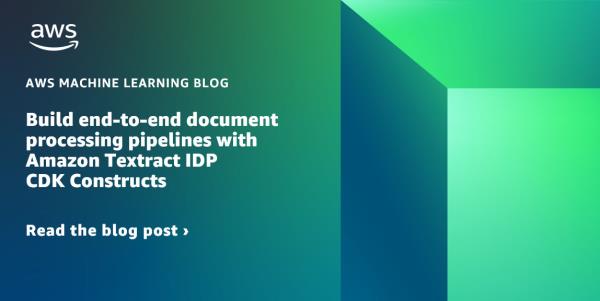 aws
AWS MACHINE LEARNING BLOG
Build end-to-end document
processing pipelines with
Amazon Textract IDP
CDK Constructs
Read the blog post ›